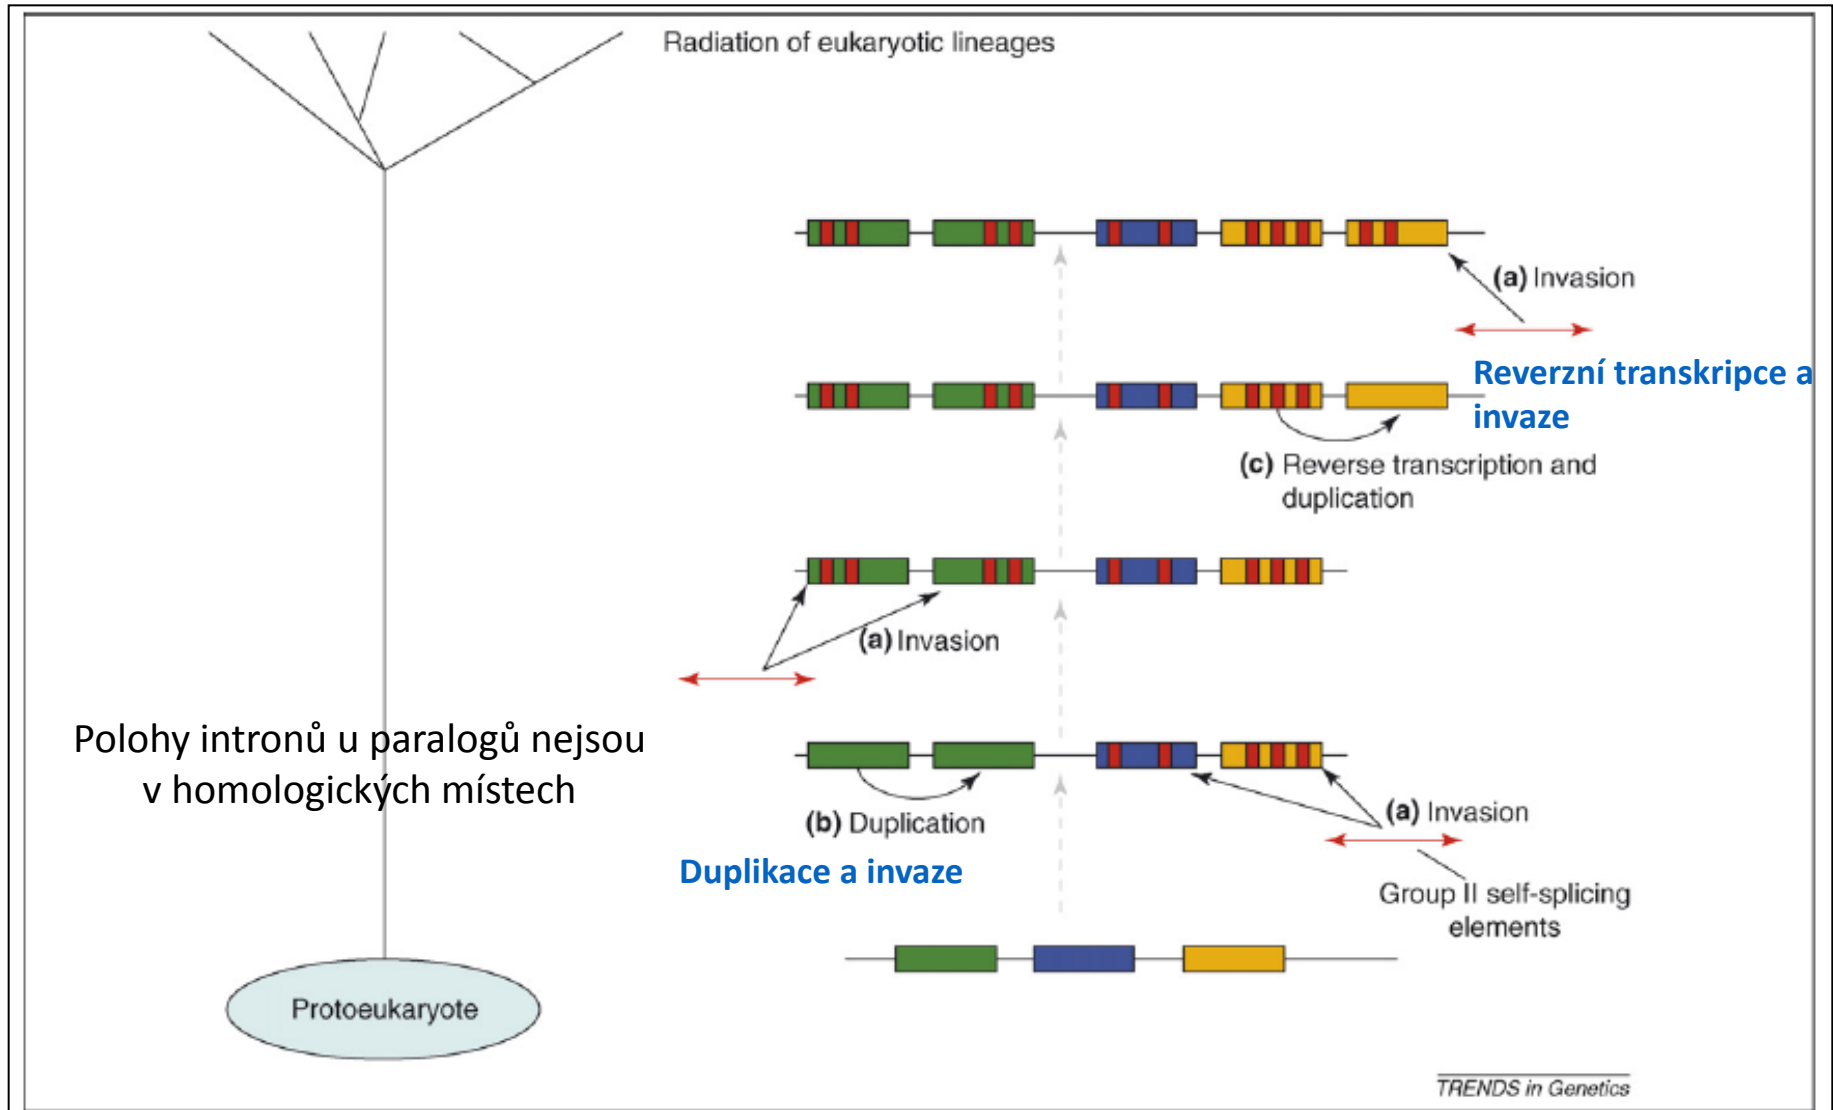 Radiation of eukaryotic lineages
(a) Invasion
Reverzní transkripce a
invaze
(c) Reverse transcription and
duplication
(a) Invasion
Polohy intronů u paralogů nejsou
v homologických místech
(b) Duplication
(a) Invasion
Duplikace a invaze
Group II self-splicing
elements
Protoeukaryote
TRENDS in Genetics